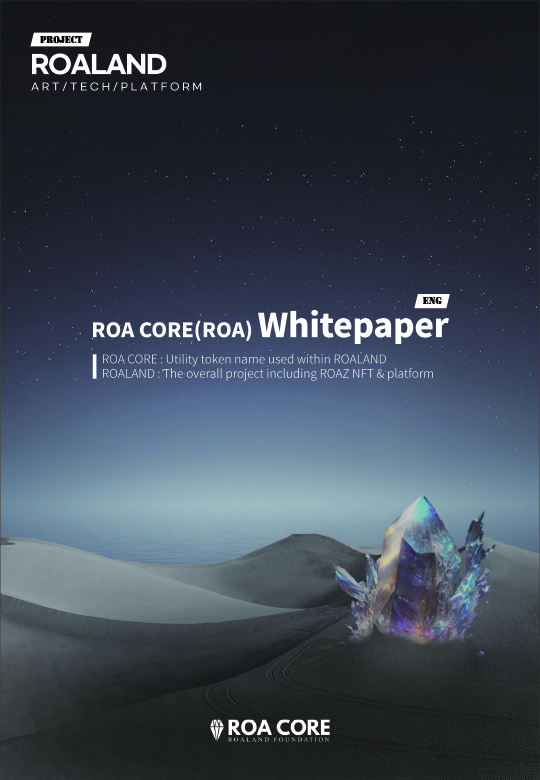 PROJECT
ROALAND
ART/TECH/PLATFORM
ENG
ROA CORE(ROA) Whitepaper
ROA CORE : Utility token name used within ROALAND
ROALAND : The overall project including ROAZ NFT & platform
ROA CORE
ROALAND FOUNDATION